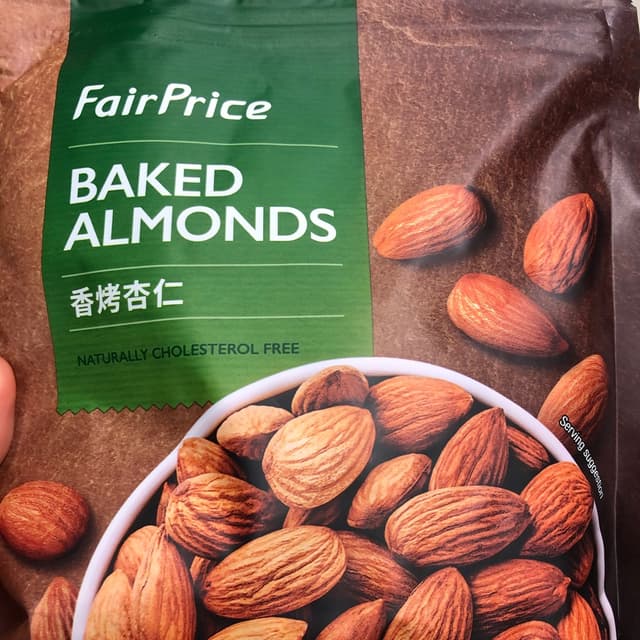 FairPrice
BAKED
ALMONDS
香烤杏仁
NATURALLY CHOLESTEROL FREE
Serving suggestion